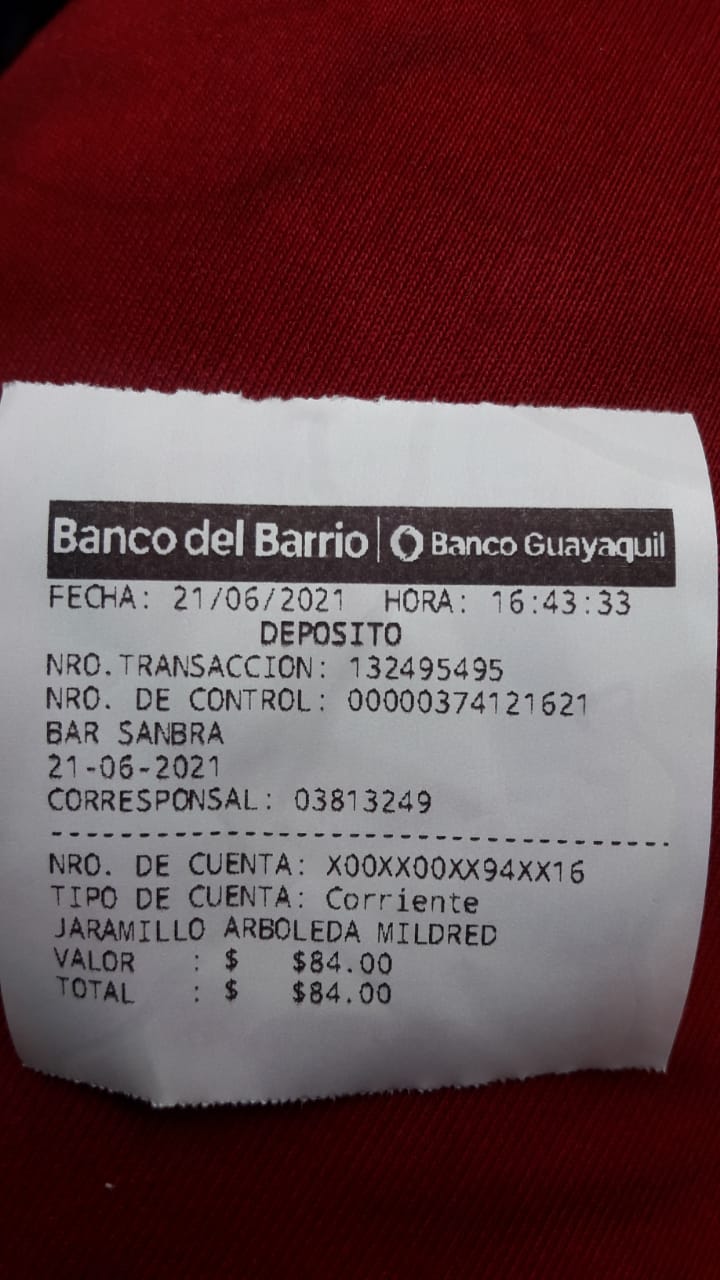 Banco del Barrio | Banco Guayaquil
FECHA: 21/06/2021 HORA: 16:43:33
DEPOSITO
NRO.TRANSACCION: 132495495
NRO. DE CONTROL: 00000374121621
BAR SANBRA
21-06-2021
CORRESPONSAL: 03813249
NRO. DE CUENTA: X00XX00XX94XX16
TIPO DE CUENTA: Corriente
JARAMILLO ARBOLEDA MILDRED
VALOR : $ $84.00
TOTAL : $ $84.00